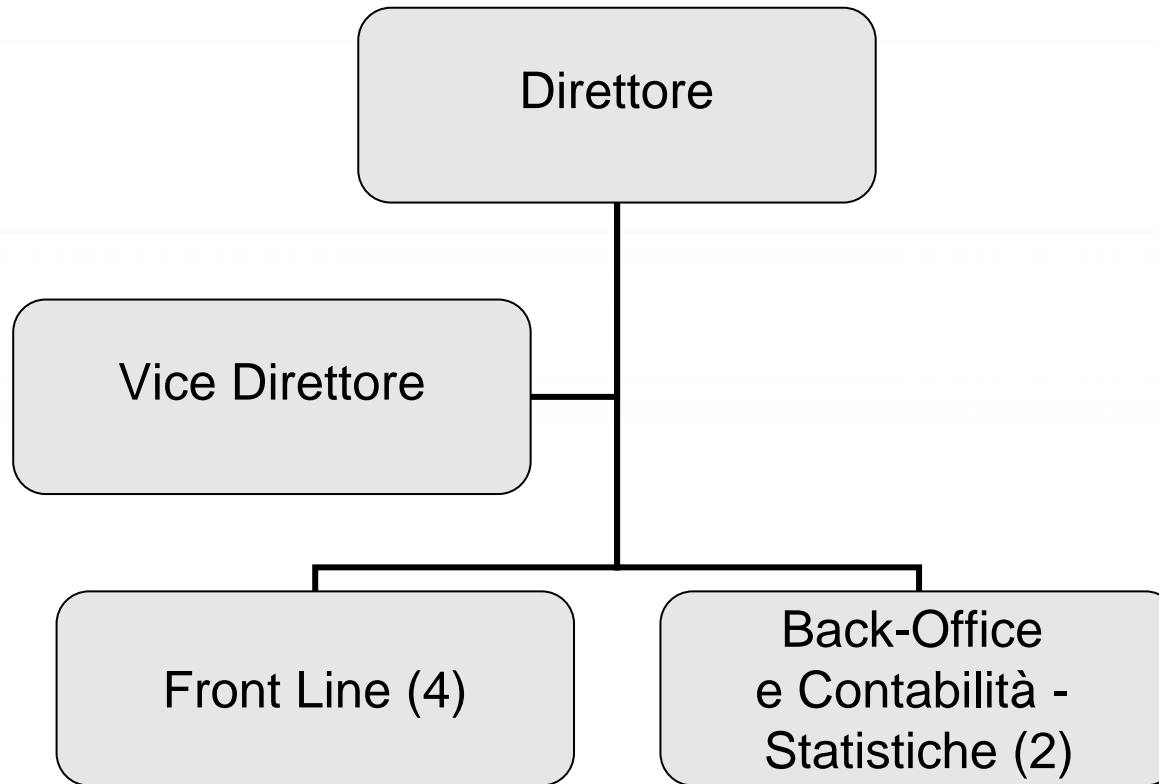 Direttore
Vice Direttore
Front Line (4)
Back-Office
e Contabilità -
Statistiche (2)